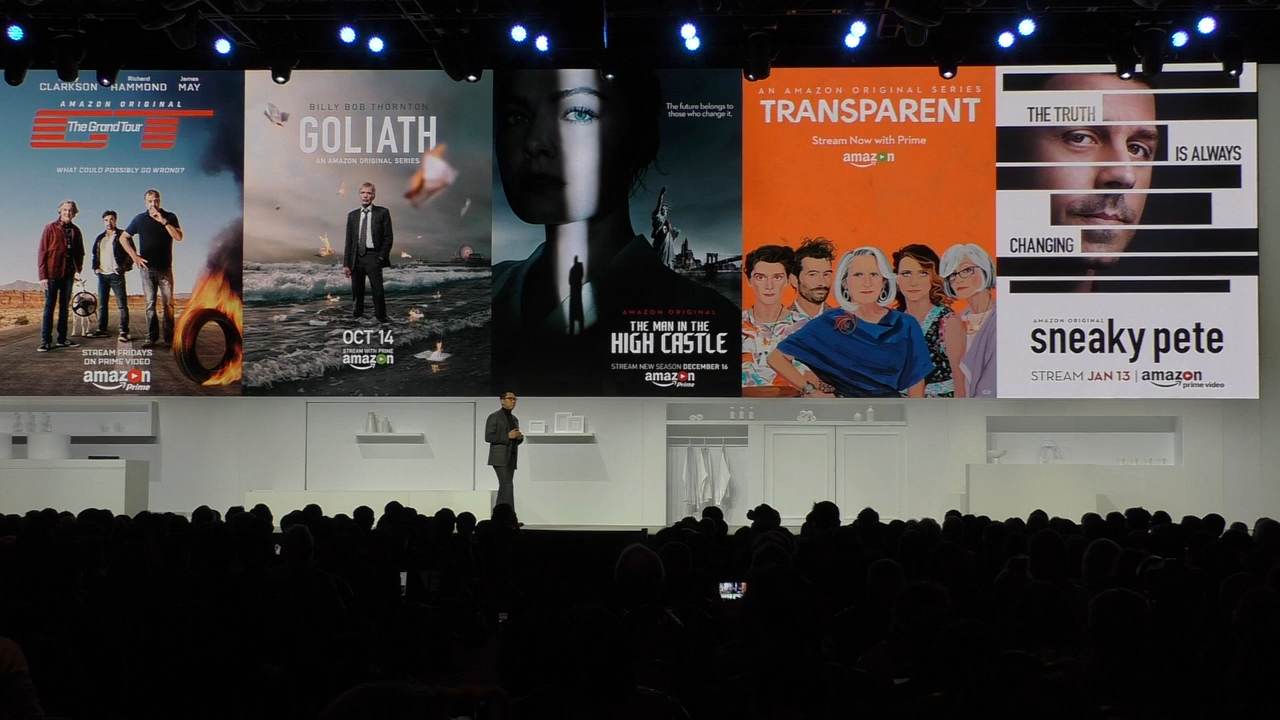 CLARKSON
Richard HAMMOND
James MAY
AMAZON ORIGINAL
The Grand Tour
WHAT COULD POSSIBLY GO WRONG?
STREAM FRIDAYS
ON PRIME VIDEO
amazon
Prime
BILLY BOB THORNTON
GOLIATH
AN AMAZON ORIGINAL SERIES
OCT 14
STREAM WITH PRIME
amazon
The future belongs to
those who change it.
AMAZON ORIGINAL
THE MAN IN THE
HIGH CASTLE
STREAM NEW SEASON DECEMBER 16
amazon
Prime
AN AMAZON ORIGINAL SERIES
TRANSPARENT
Stream Now with Prime
amazon
THE TRUTH
IS ALWAYS
CHANGING
AMAZON ORIGINAL
sneaky pete
STREAM JAN 13 | amazon
prime video